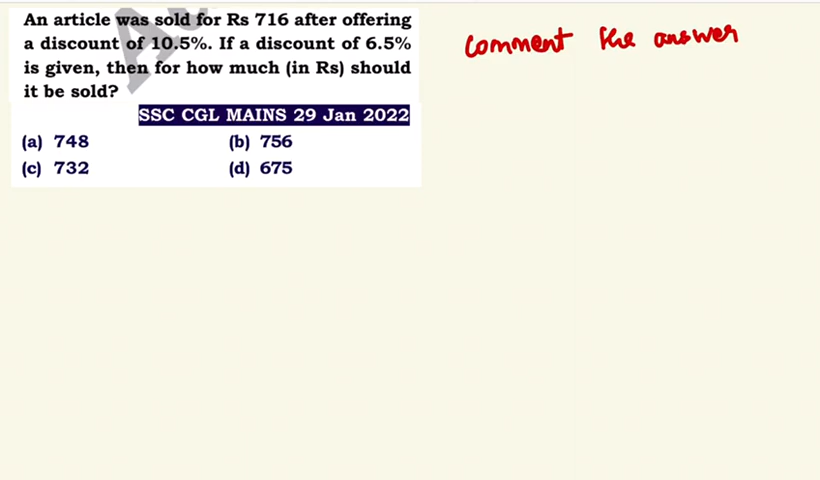 An article was sold for Rs 716 after offering
a discount of 10.5%. If a discount of 6.5%
is given, then for how much (in Rs) should
it be sold?
SSC CGL MAINS 29 Jan 2022
(a) 748 (b) 756
(c) 732 (d) 675
comment the answer